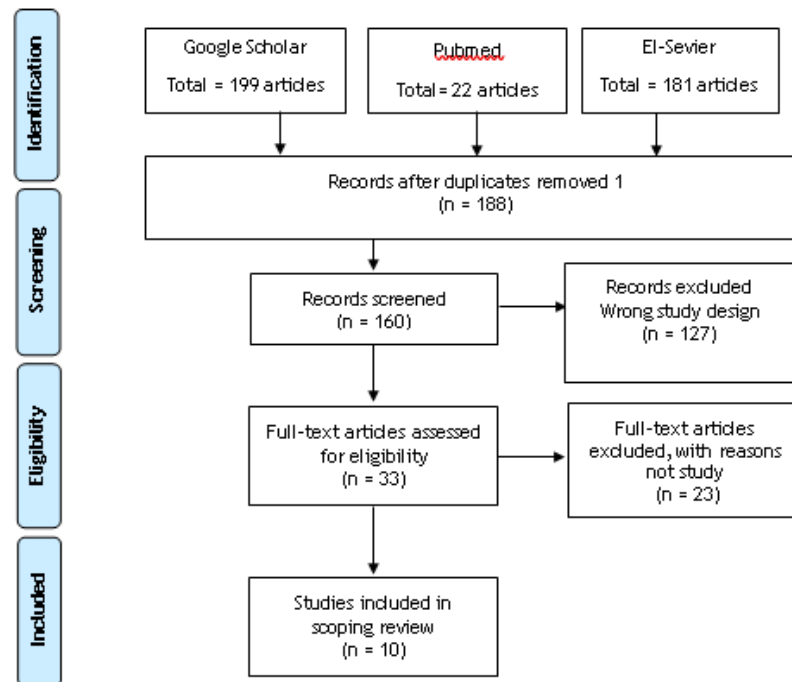 Identification
Google Scholar
Total = 199 articles
Pubmed
Total= 22 articles
El-Sevier
Total = 181 articles
Records after duplicates removed 1
(n = 188)
Screening
Records screened
(n = 160)
Records excluded
Wrong study design
(n = 127)
Eligibility
Full-text articles assessed
for eligibility
(n = 33)
Full-text articles
excluded, with reasons
not study
(n = 23)
Included
Studies included in
scoping review
(n = 10)